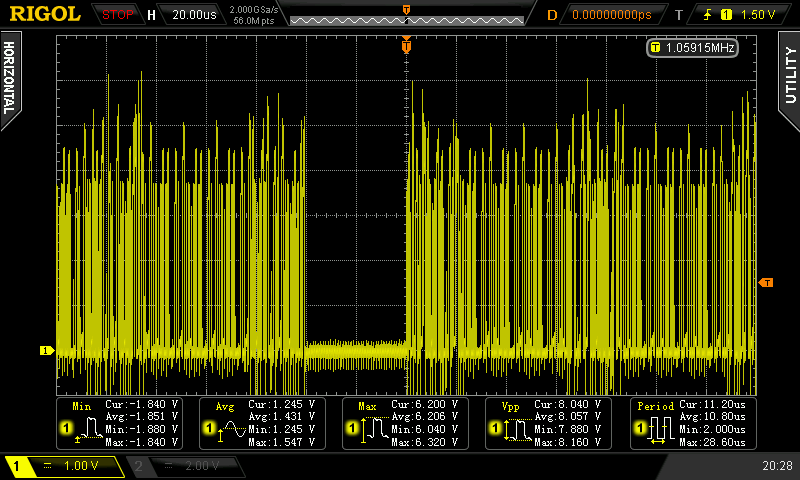 RIGOL STOP H 20.00us 2.000GSa/s 56.0M pts D 0.00000000ps T 1 1.50 V
HORIZONTAL
UTILITY
T 1.05915MHz
T
1
T
Min Cur:-1.840 V
Avg:-1.851 V
Min:-1.880 V
Max:-1.840 V
1
Avg Cur:1.245 V
Avg:1.431 V
Min:1.245 V
Max:1.547 V
1
Max Cur:6.200 V
Avg:6.206 V
Min:6.040 V
Max:6.320 V
1
Vpp Cur:8.040 V
Avg:8.057 V
Min:7.880 V
Max:8.160 V
1
Period Cur:11.20us
Avg:10.80us
Min:2.000us
Max:28.60us
1
1 1.00 V 2 2.00 V 20:28